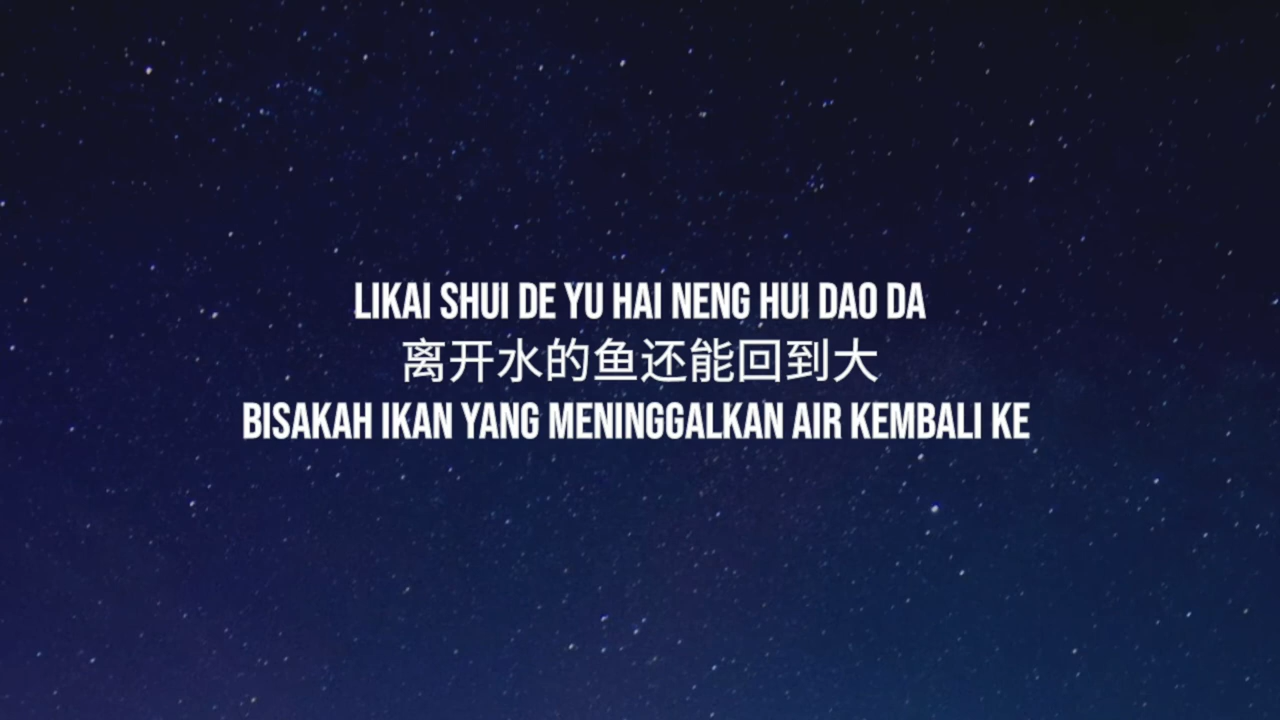 LIKAI SHUI DE YU HAI NENG HUI DAO DA
离开水的鱼还能回到大
BISAKAH IKAN YANG MENINGGALKAN AIR KEMBALI KE